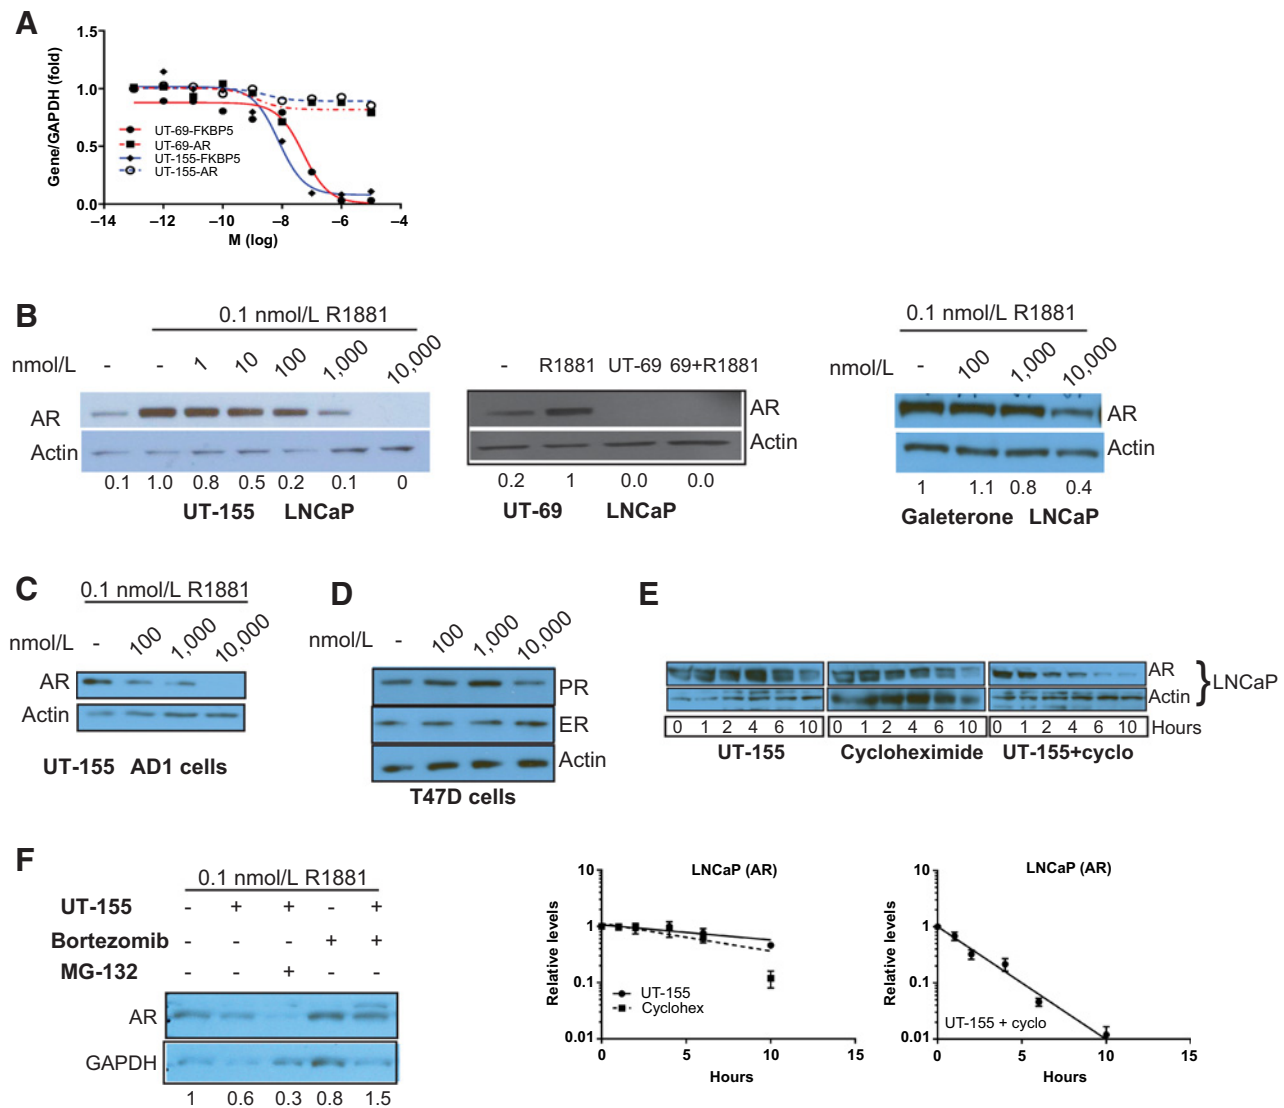 A
1.5
1.0
0.5
0.0
Gene/GAPDH (fold)
UT-69-FKBP5
UT-69-AR
UT-155-FKBP5
UT-155-AR
–14 –12 –10 –8 –6 –4
M (log)
B
0.1 nmol/L R1881
nmol/L - - 1 10 100 1,000 10,000
AR
Actin
0.1 1.0 0.8 0.5 0.2 0.1 0
UT-155 LNCaP
- R1881 UT-69 69+R1881
AR
Actin
0.2 1 0.0 0.0
UT-69 LNCaP
0.1 nmol/L R1881
nmol/L - 100 1,000 10,000
AR
Actin
1 1.1 0.8 0.4
Galeterone LNCaP
C
0.1 nmol/L R1881
nmol/L - 100 1,000 10,000
AR
Actin
UT-155 AD1 cells
D
nmol/L - 100 1,000 10,000
PR
ER
Actin
T47D cells
E
AR
Actin
LNCaP
0 1 2 4 6 10 0 1 2 4 6 10 0 1 2 4 6 10 Hours
UT-155 Cycloheximide UT-155+cyclo
LNCaP (AR)
10
1
0.1
0.01
Relative levels
UT-155
Cyclohex
0 5 10 15
Hours
LNCaP (AR)
10
1
0.1
0.01
Relative levels
UT-155 + cyclo
0 5 10 15
Hours
F
0.1 nmol/L R1881
UT-155 - + + - +
Bortezomib - - - + +
MG-132 - - + - -
AR
GAPDH
1 0.6 0.3 0.8 1.5